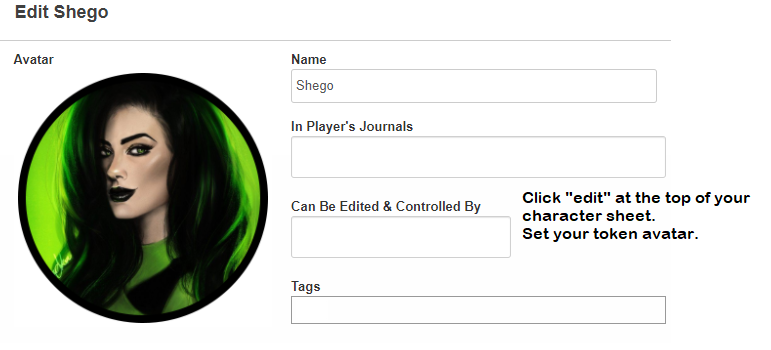 Edit Shego
Avatar
Name
Shego
In Player's Journals
Can Be Edited & Controlled By
Click "edit" at the top of your
character sheet.
Set your token avatar.
Tags